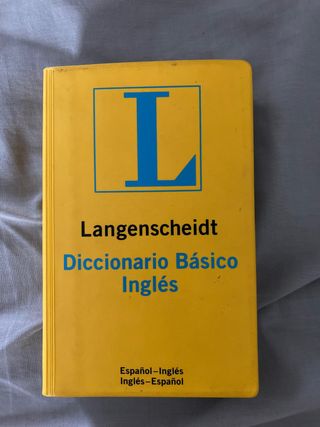 L
Langenscheidt
Diccionario Básico
Inglés
Español–Inglés
Inglés–Español